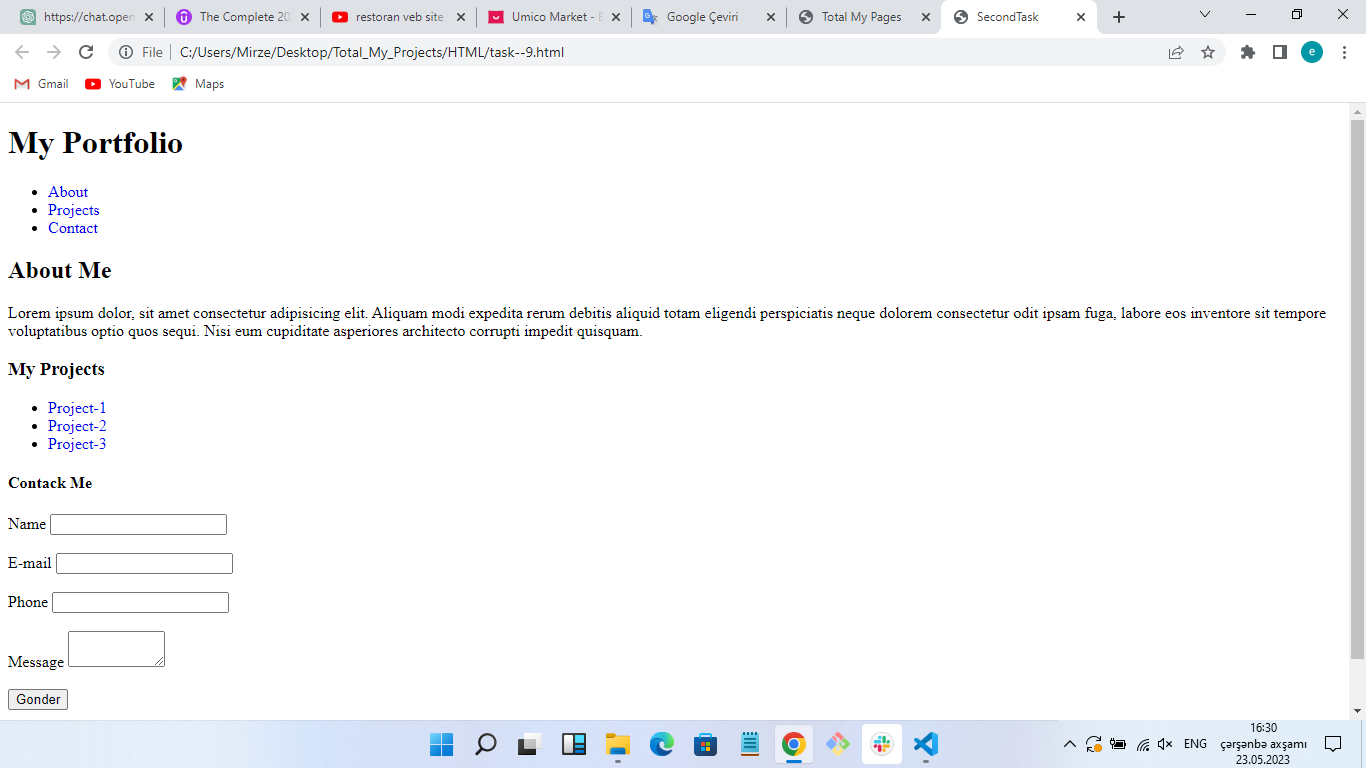 https://chat.open
The Complete 20
restoran veb site
Umico Market - E
Google Çeviri
Total My Pages
SecondTask
File
C:/Users/Mirze/Desktop/Total_My_Projects/HTML/task--9.html
e
Gmail
YouTube
Maps
My Portfolio
About
Projects
Contact
About Me
Lorem ipsum dolor, sit amet consectetur adipisicing elit. Aliquam modi expedita rerum debitis aliquid totam eligendi perspiciatis neque dolorem consectetur odit ipsam fuga, labore eos inventore sit tempore
voluptatibus optio quos sequi. Nisi eum cupiditate asperiores architecto corrupti impedit quisquam.
My Projects
Project-1
Project-2
Project-3
Contack Me
Name
E-mail
Phone
Message
Gonder
ENG
16:30
çərşənbə axşamı
23.05.2023